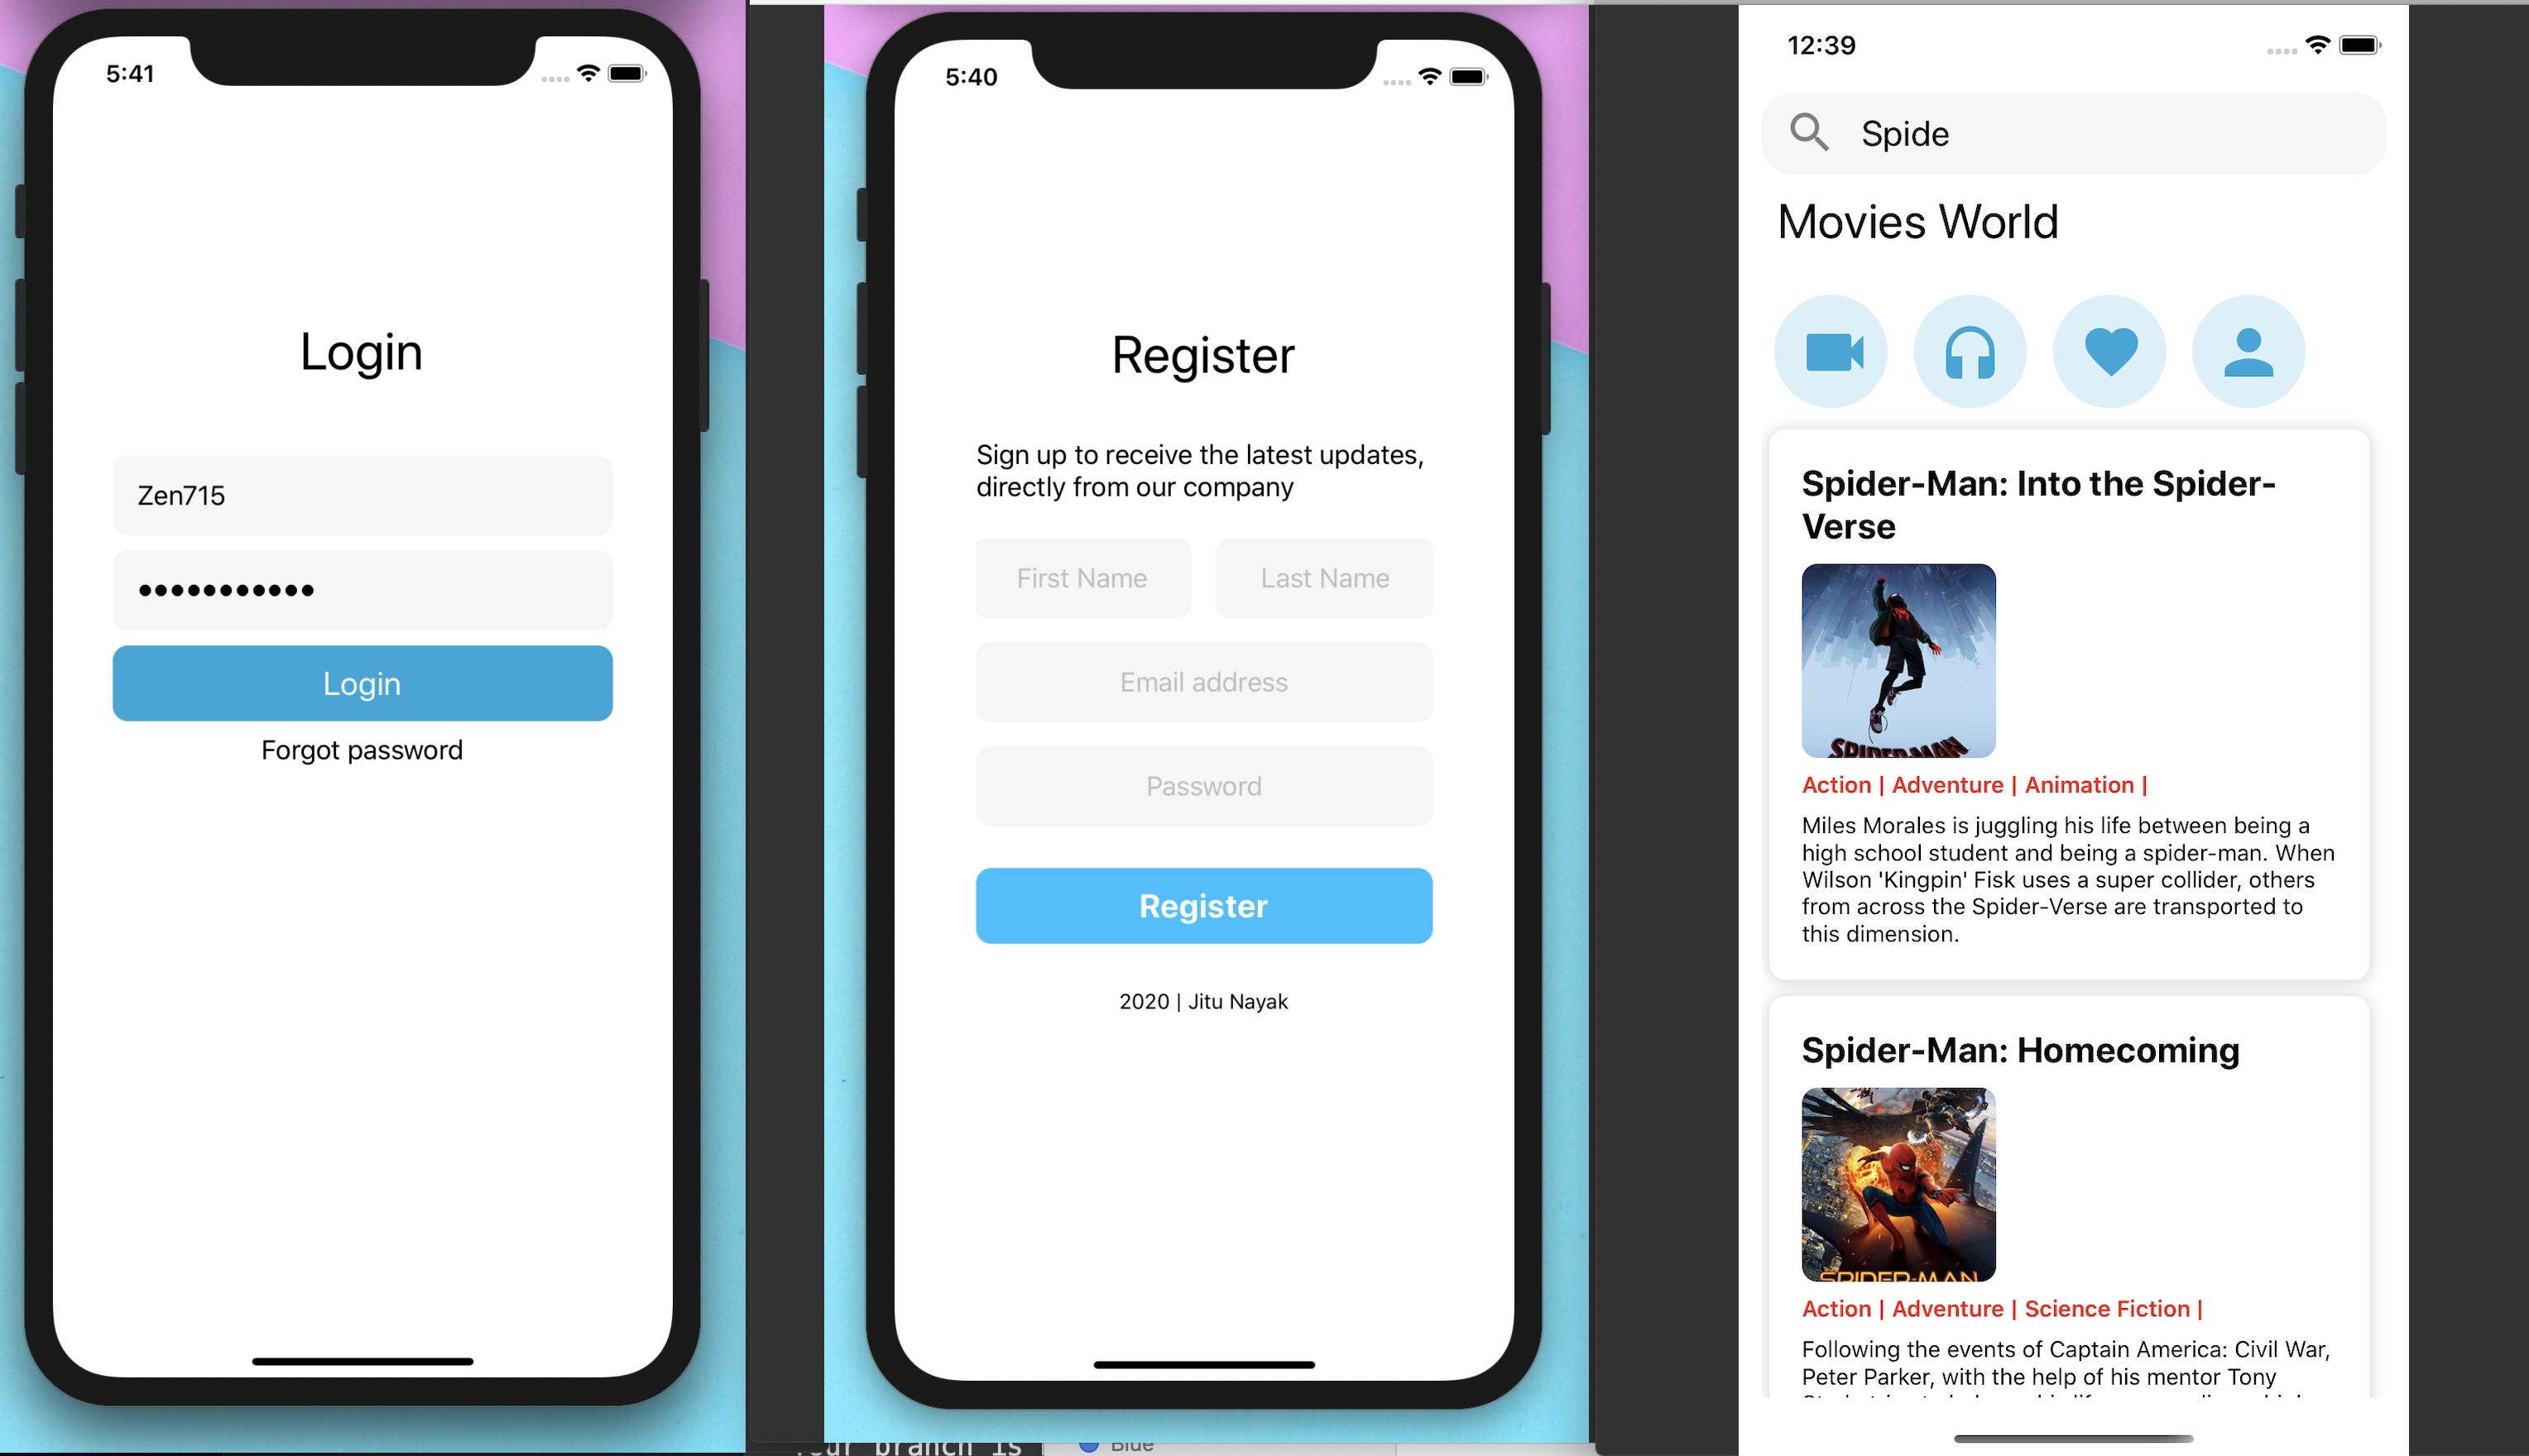 5:41
Login
Zen715
●●●●●●●●●●●
Login
Forgot password
5:40
Register
Sign up to receive the latest updates,
directly from our company
First Name
Last Name
Email address
Password
Register
2020 | Jitu Nayak
branch is
Blue
12:39
Spide
Movies World
Spider-Man: Into the Spider-
Verse
SPIDER-MAN
Action | Adventure | Animation |
Miles Morales is juggling his life between being a
high school student and being a spider-man. When
Wilson 'Kingpin' Fisk uses a super collider, others
from across the Spider-Verse are transported to
this dimension.
Spider-Man: Homecoming
SPIDER-MAN
Action | Adventure | Science Fiction |
Following the events of Captain America: Civil War,
Peter Parker, with the help of his mentor Tony